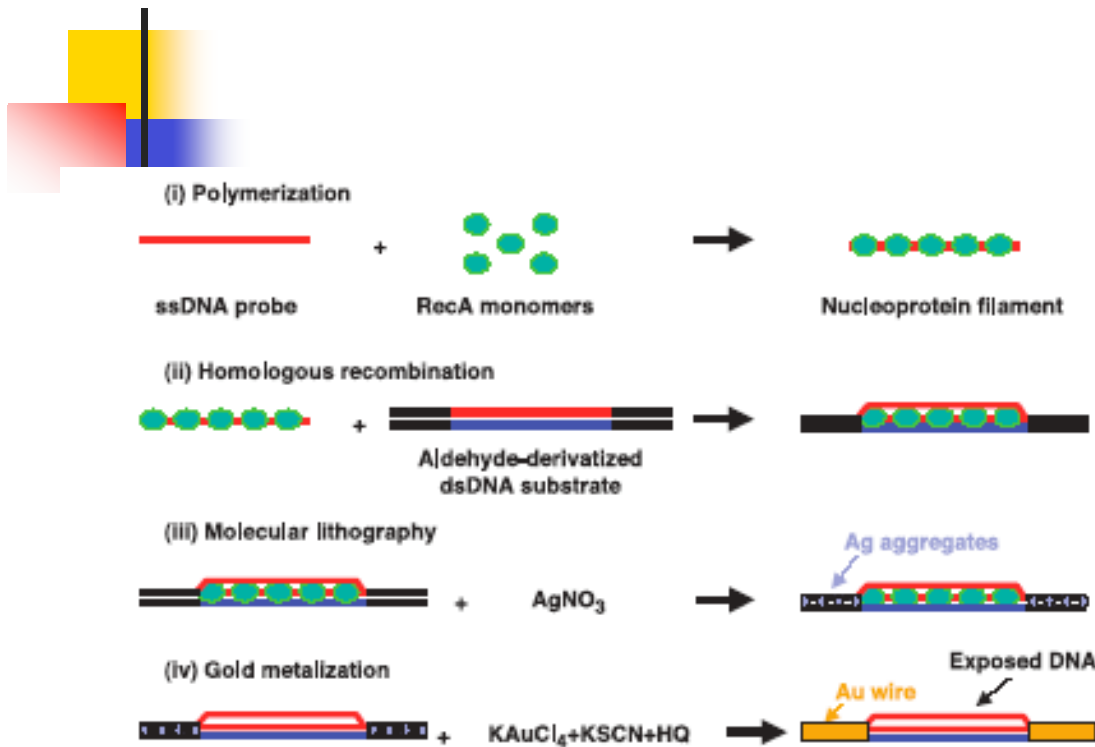 (i) Polymerization
+
ssDNA probe RecA monomers Nucleoprotein filament
(ii) Homologous recombination
+
Aldehyde-derivatized
dsDNA substrate
(iii) Molecular lithography
Ag aggregates
+ AgNO₃
(iv) Gold metalization
Exposed DNA
Au wire
+ KAuCl₄+KSCN+HQ